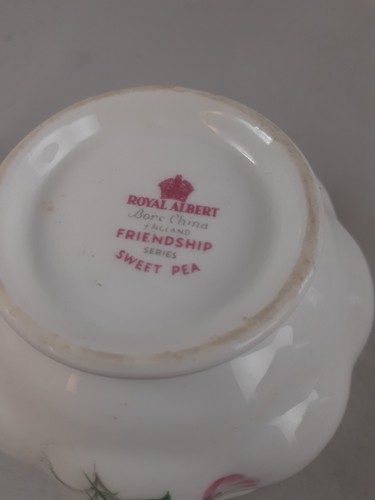 ROYAL ALBERT
Bone China
ENGLAND
FRIENDSHIP
SERIES
SWEET PEA